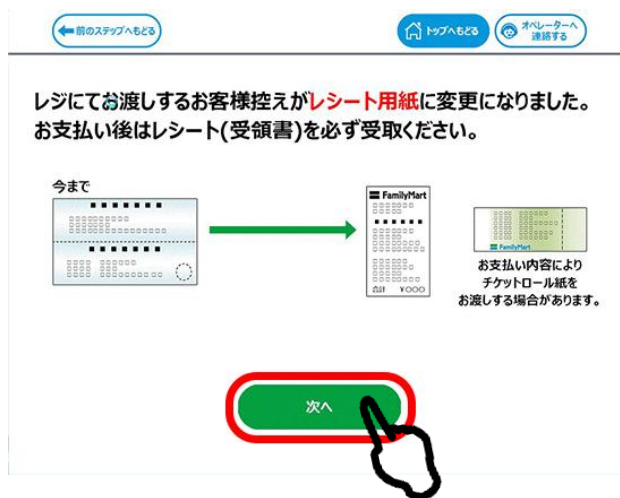 前のステップへもどる
トップへもどる
オペレーターへ
連絡する
レジにてお渡しするお客様控えがレシート用紙に変更になりました。
お支払い後はレシート(受領書)を必ず受取ください。
今まで
FamilyMart
合計 ¥〇〇〇
FamilyMart
お支払い内容により
チケットロール紙を
お渡しする場合があります。
次へ